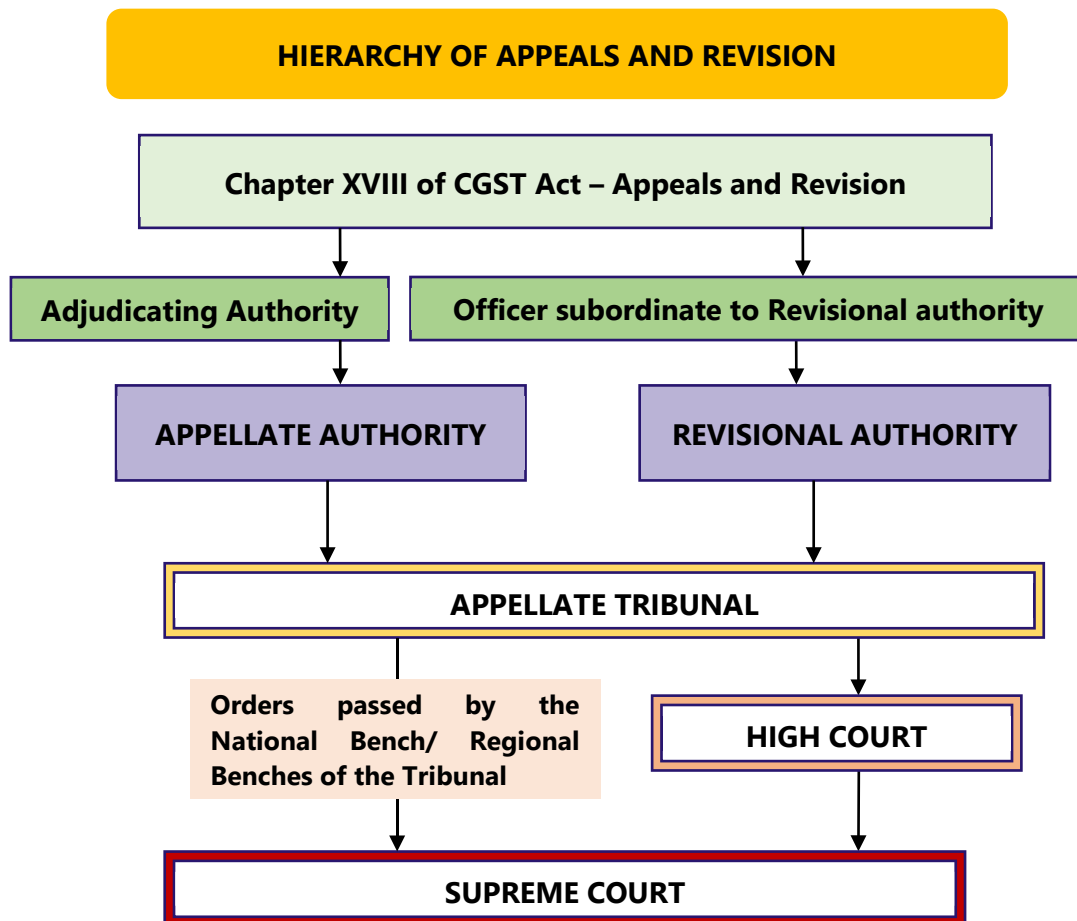 HIERARCHY OF APPEALS AND REVISION
Chapter XVIII of CGST Act – Appeals and Revision
Adjudicating Authority
Officer subordinate to Revisional authority
APPELLATE AUTHORITY
REVISIONAL AUTHORITY
APPELLATE TRIBUNAL
Orders passed by the
National Bench/ Regional
Benches of the Tribunal
HIGH COURT
SUPREME COURT